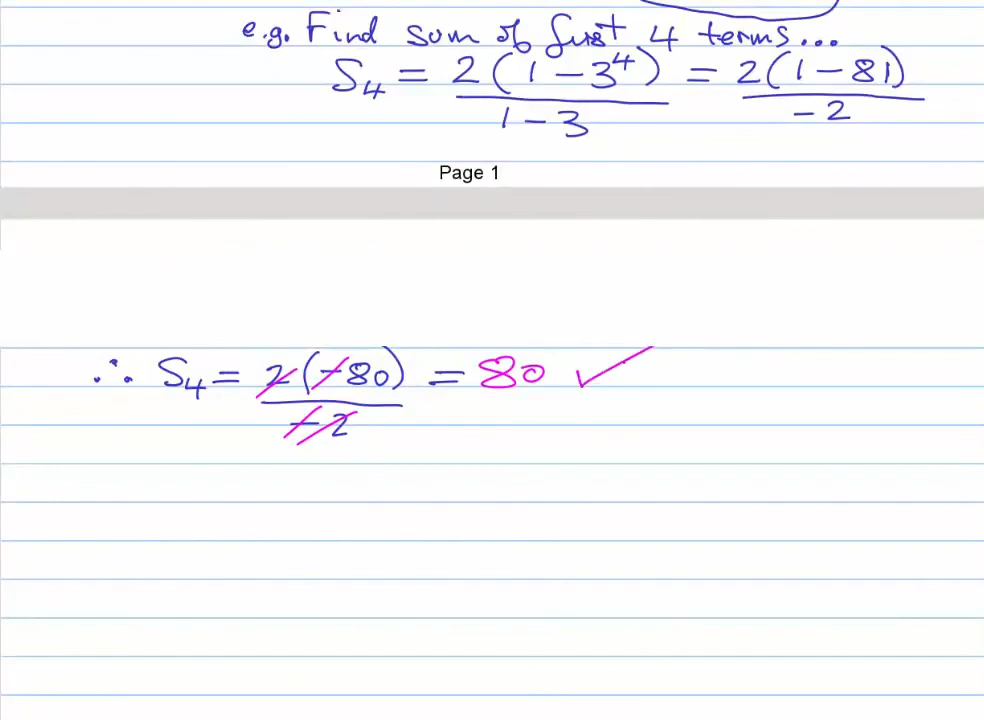 e.g. Find sum of first 4 terms...
S₄ = 2(1-3⁴)/1-3 = 2(1-81)/-2
Page 1
∴ S₄ = 2(-80)/-2 = 80 ✓